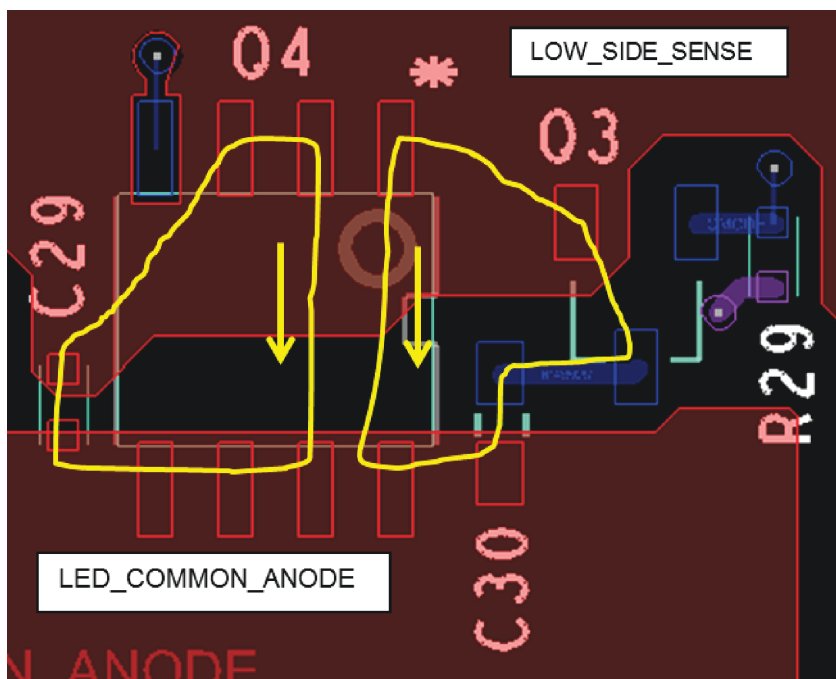 Q4
*
LOW_SIDE_SENSE
Q3
C29
R29
LED_COMMON_ANODE
C30
N_ANODE